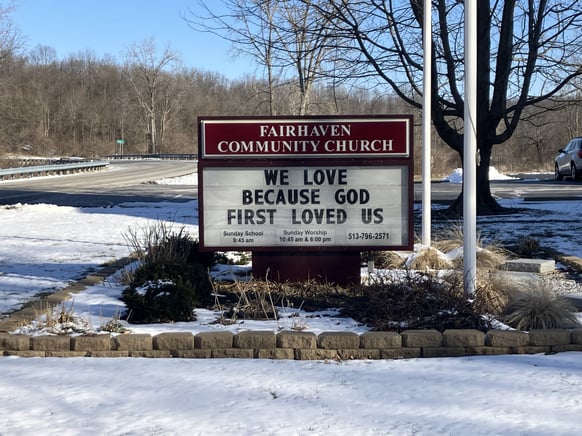 FAIRHAVEN
COMMUNITY CHURCH
WE LOVE
BECAUSE GOD
FIRST LOVED US
Sunday School
9:45 am
Sunday Worship
10:45 am & 6:00 pm
513-796-2571